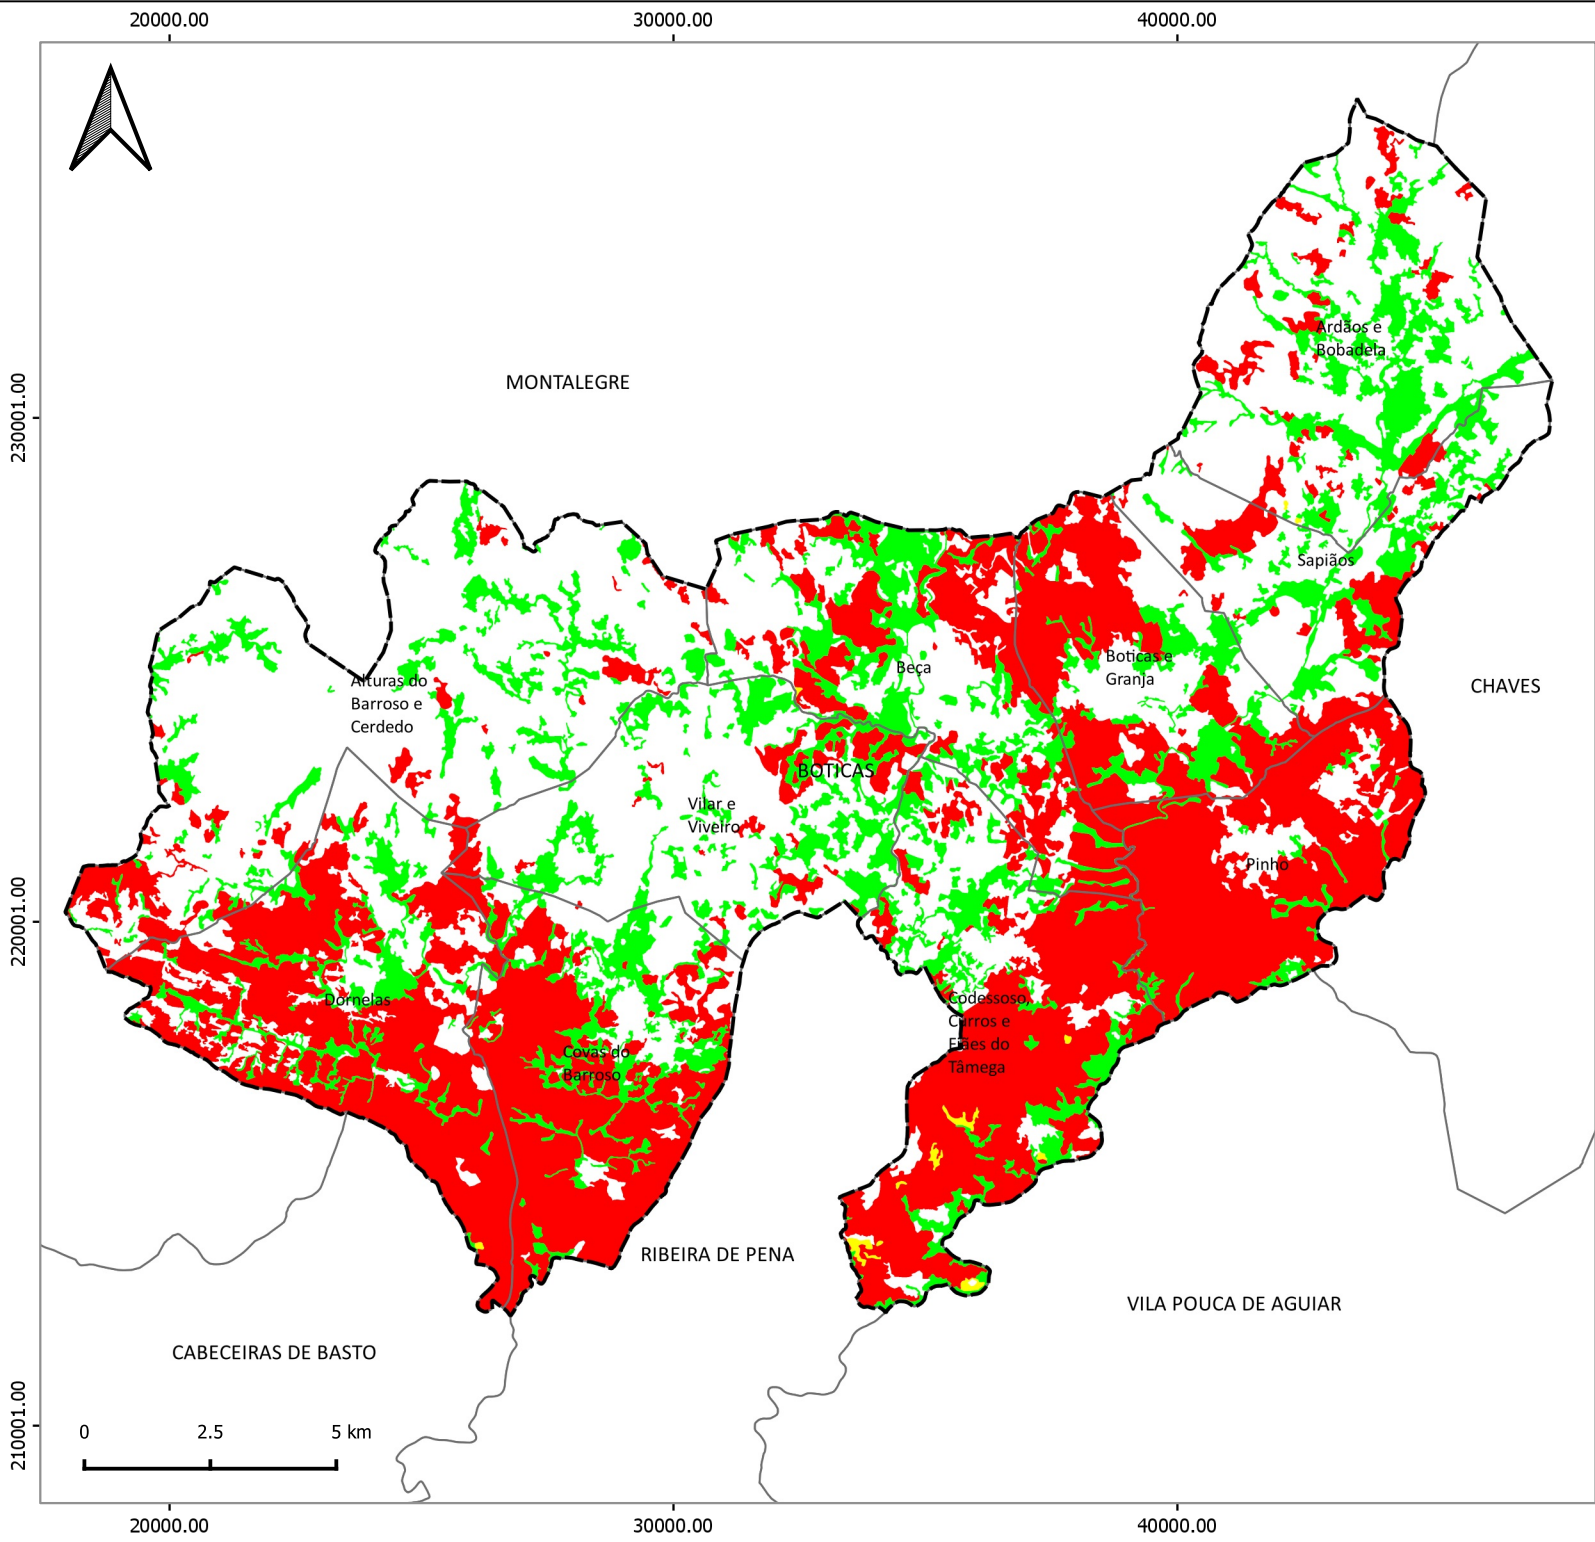 20000.00
30000.00
40000.00
230001.00
220001.00
210001.00
MONTALEGRE
Ardãos e
Bobadela
Sapiãos
Boticas e
Granja
Beça
CHAVES
Alturas do
Barroso e
Cerdedo
BOTICAS
Vilar e
Viveiro
Pinho
Dornelas
Codessoso,
Curros e
Fiães do
Tâmega
Covas do
Barroso
RIBEIRA DE PENA
VILA POUCA DE AGUIAR
CABECEIRAS DE BASTO
0
2.5
5 km
20000.00
30000.00
40000.00